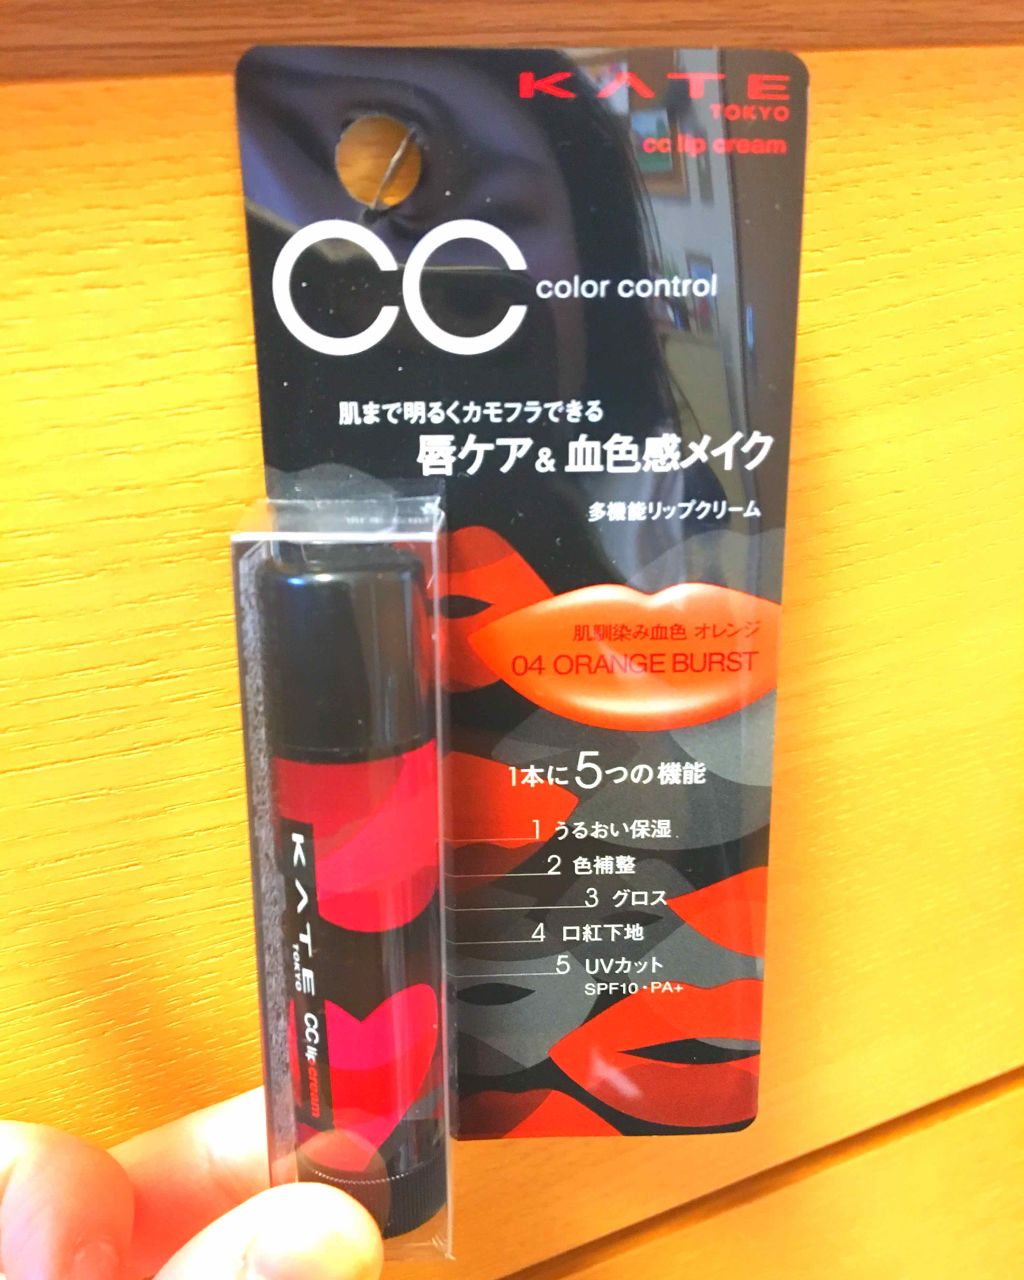 KATE
TOKYO
cc lip cream
CC color control
肌まで明るくカモフラできる
唇ケア&血色感メイク
多機能リップクリーム
肌馴染み血色 オレンジ
04 ORANGE BURST
1本に5つの機能
1 うるおい保湿
2 色補整
3 グロス
4 口紅下地
5 UVカット
SPF10・PA+
KATE
TOKYO
CC lip cream